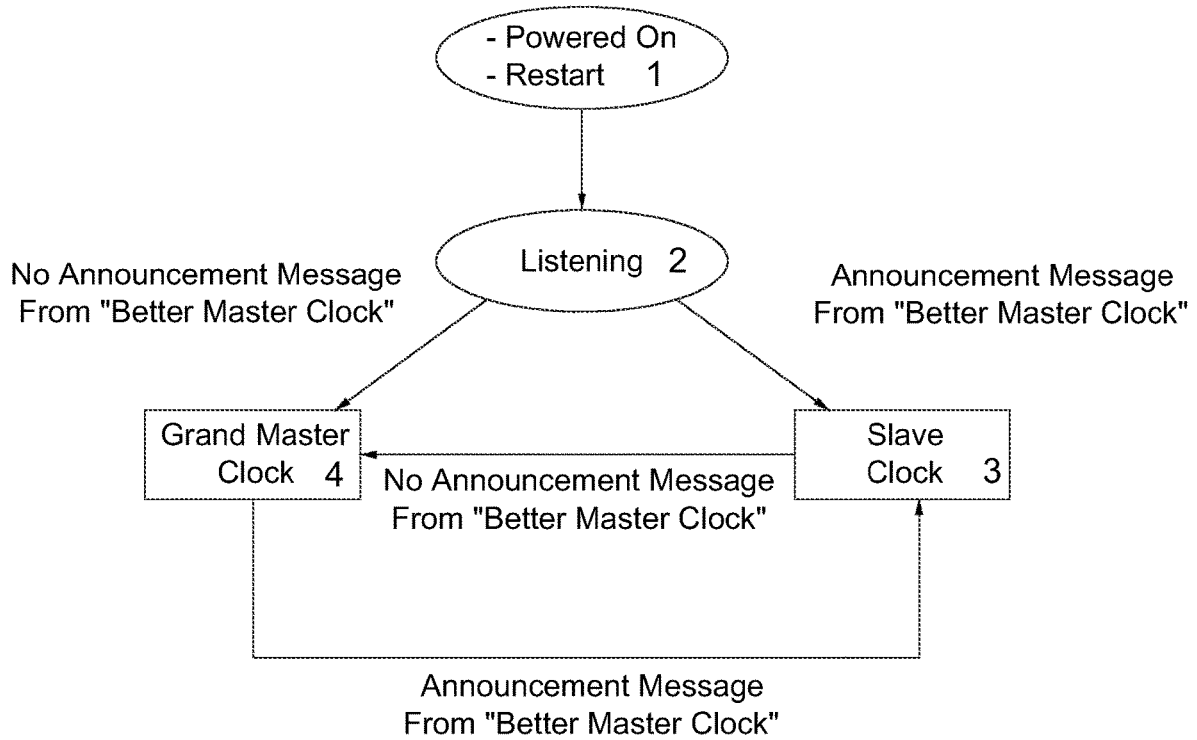 - Powered On
- Restart 1
Listening 2
No Announcement Message
From "Better Master Clock"
Announcement Message
From "Better Master Clock"
Grand Master
Clock 4
Slave
Clock 3
No Announcement Message
From "Better Master Clock"
Announcement Message
From "Better Master Clock"